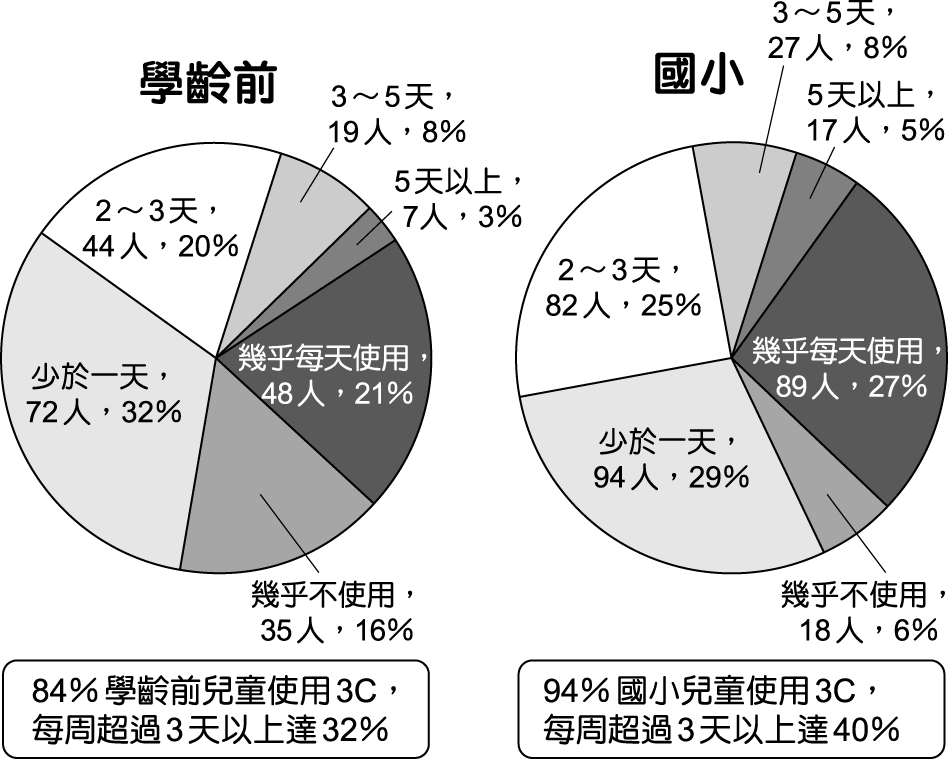 學齡前
3～5天，
19人，8%
5天以上，
7人，3%
2～3天，
44人，20%
幾乎每天使用，
48人，21%
少於一天，
72人，32%
幾乎不使用，
35人，16%
84%學齡前兒童使用3C，
每周超過3天以上達32%
國小
3～5天，
27人，8%
5天以上，
17人，5%
2～3天，
82人，25%
幾乎每天使用，
89人，27%
少於一天，
94人，29%
幾乎不使用，
18人，6%
94%國小兒童使用3C，
每周超過3天以上達40%